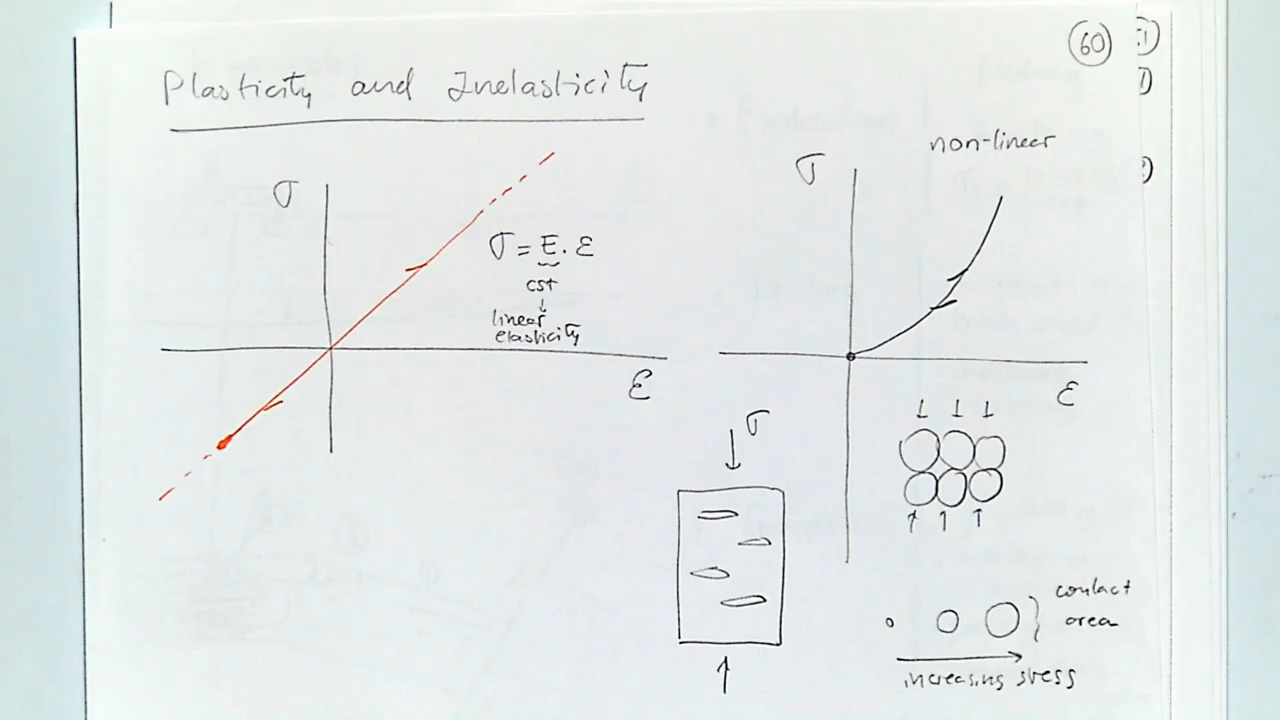 60
Plasticity and Inelasticity
non-linear
σ
σ
σ = E . ε
cst
linear
elasticity
ε
ε
σ
contact
area
increasing stress